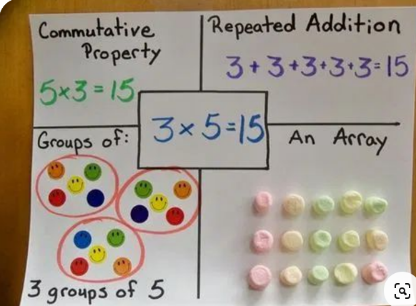 Commutative
Property
5×3=15
Repeated Addition
3+3+3+3+3=15
3×5=15
Groups of:
3 groups of 5
An Array